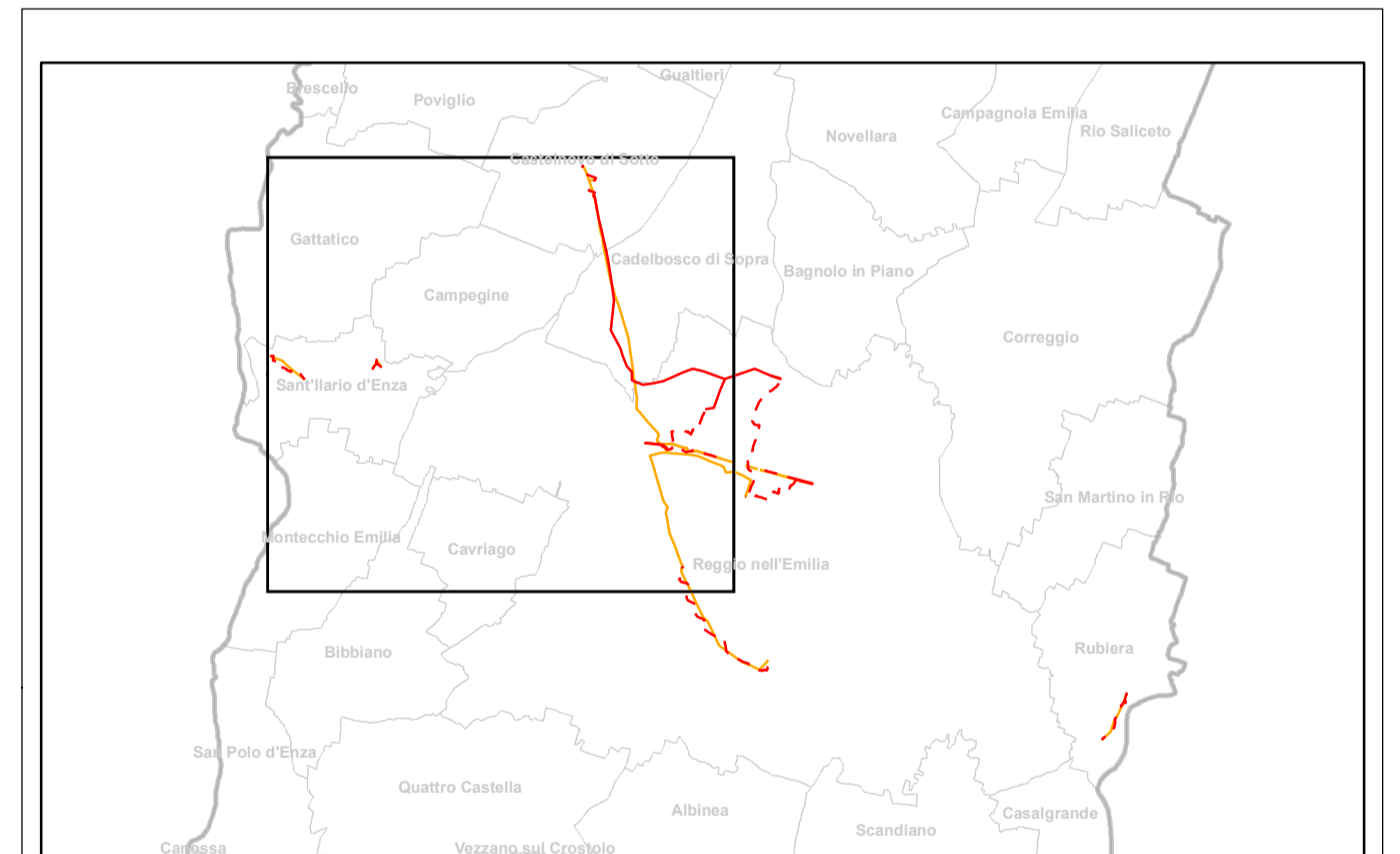 Gualtieri
Brescello
Poviglio
Campagnola Emilia
Rio Saliceto
Novellara
Castelnovo di Sotto
Gattatico
Cadelbosco di Sopra
Bagnolo in Piano
Campegine
Correggio
Sant'Ilario d'Enza
San Martino in Rio
Montecchio Emilia
Cavriago
Reggio nell'Emilia
Bibbiano
Rubiera
San Polo d'Enza
Quattro Castella
Albinea
Casalgrande
Scandiano
Canossa
Vezzano sul Crostolo